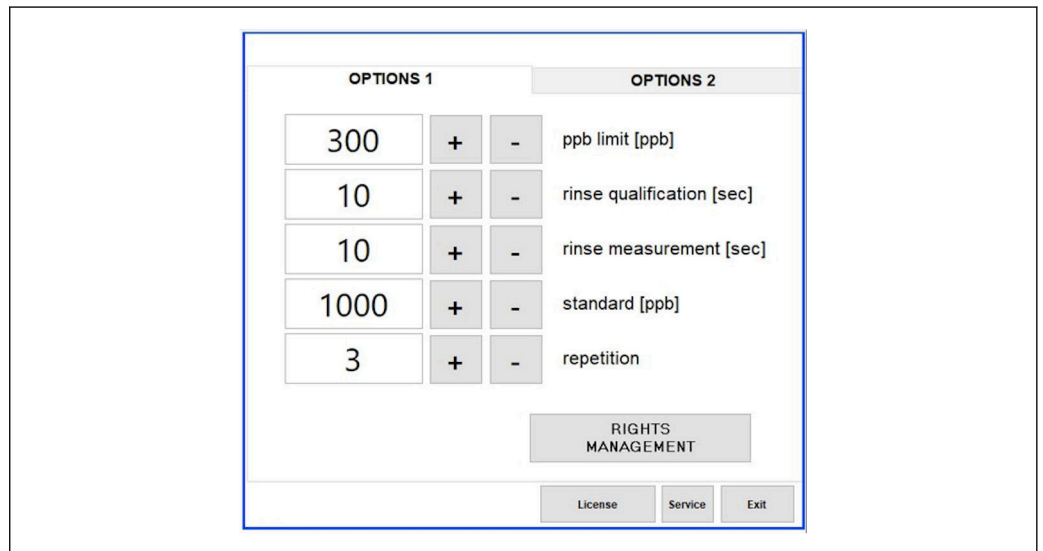 OPTIONS 1 OPTIONS 2
300 + - ppb limit [ppb]
10 + - rinse qualification [sec]
10 + - rinse measurement [sec]
1000 + - standard [ppb]
3 + - repetition
RIGHTS
MANAGEMENT
License Service Exit